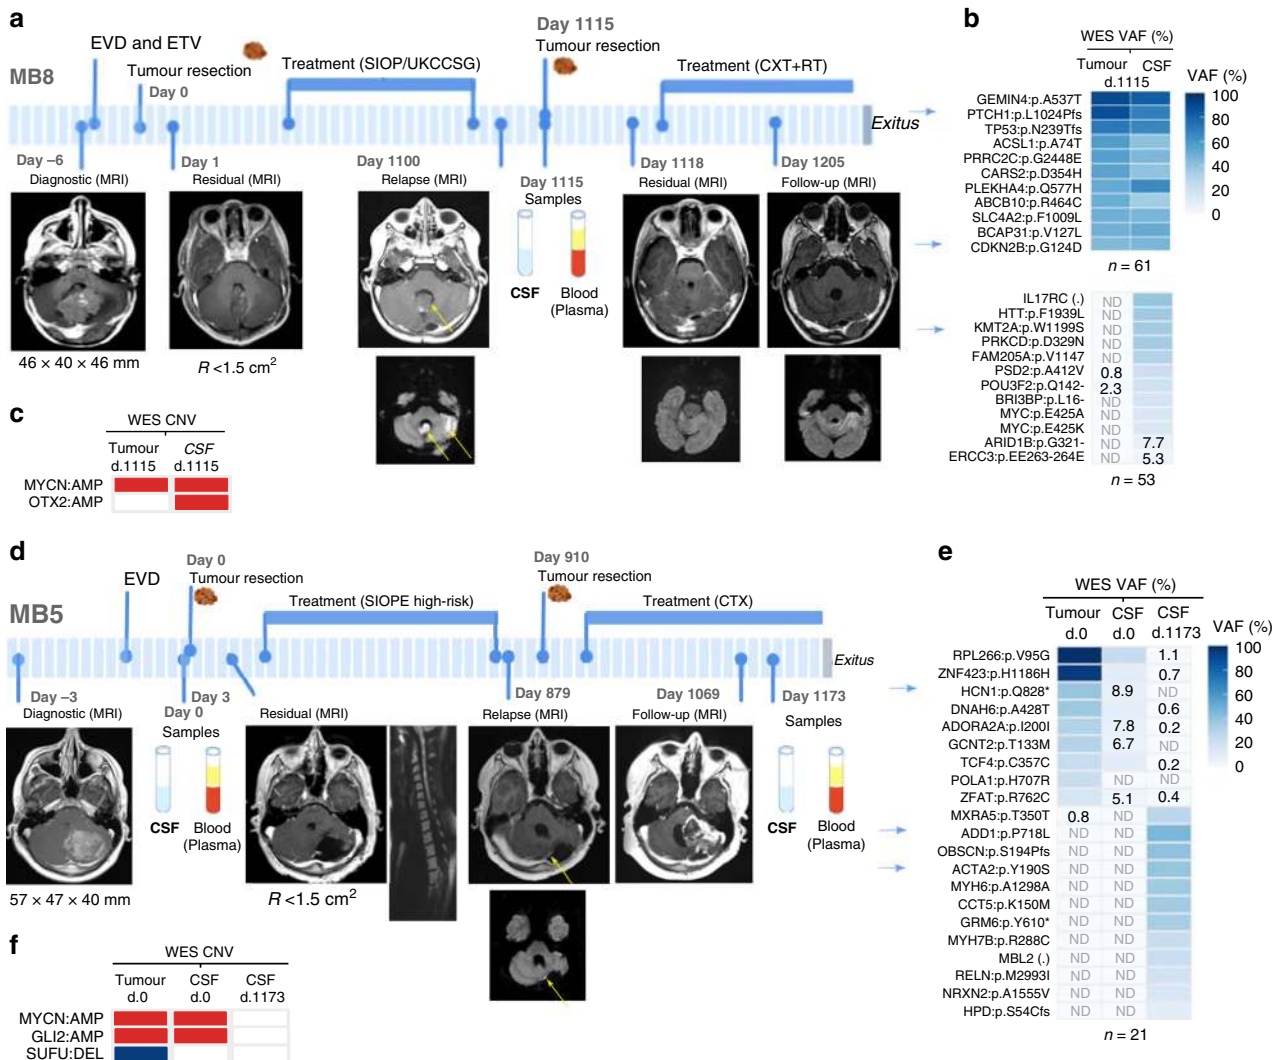 a
MB8
EVD and ETV
Tumour resection
Day 0
Treatment (SIOP/UKCCSG)
Day 1115
Tumour resection
Treatment (CXT+RT)
Exitus
Day –6
Diagnostic (MRI)
46 × 40 × 46 mm
Day 1
Residual (MRI)
R <1.5 cm²
Day 1100
Relapse (MRI)
Day 1115
Samples
CSF
Blood
(Plasma)
Day 1118
Residual (MRI)
Day 1205
Follow-up (MRI)
b
WES VAF (%)
Tumour CSF
d.1115
VAF (%)
100
80
60
40
20
0
GEMIN4:p.A537T
PTCH1:p.L1024Pfs
TP53:p.N239Tfs
ACSL1:p.A74T
PRRC2C:p.G2448E
CARS2:p.D354H
PLEKHA4:p.Q577H
ABCB10:p.R464C
SLC4A2:p.F1009L
BCAP31:p.V127L
CDKN2B:p.G124D
n = 61
IL17RC (.) ND
HTT:p.F1939L ND
KMT2A:p.W1199S ND
PRKCD:p.D329N ND
FAM205A:p.V1147 ND
PSD2:p.A412V 0.8
POU3F2:p.Q142- 2.3
BRI3BP:p.L16- ND
MYC:p.E425A ND
MYC:p.E425K ND
ARID1B:p.G321- ND 7.7
ERCC3:p.EE263-264E ND 5.3
n = 53
c
WES CNV
Tumour CSF
d.1115 d.1115
MYCN:AMP
OTX2:AMP
d
MB5
EVD
Day 0
Tumour resection
Treatment (SIOPE high-risk)
Day 910
Tumour resection
Treatment (CTX)
Exitus
Day –3
Diagnostic (MRI)
57 × 47 × 40 mm
Day 0
Samples
CSF
Blood
(Plasma)
Day 3
Residual (MRI)
R <1.5 cm²
Day 879
Relapse (MRI)
Day 1069
Follow-up (MRI)
Day 1173
Samples
CSF
Blood
(Plasma)
e
WES VAF (%)
Tumour CSF CSF
d.0 d.0 d.1173
VAF (%)
100
80
60
40
20
0
RPL266:p.V95G 1.1
ZNF423:p.H1186H 0.7
HCN1:p.Q828* 8.9 ND
DNAH6:p.A428T 0.6
ADORA2A:p.I200I 7.8 0.2
GCNT2:p.T133M 6.7 ND
TCF4:p.C357C 0.2
POLA1:p.H707R ND ND
ZFAT:p.R762C 5.1 0.4
MXRA5:p.T350T 0.8 ND
ADD1:p.P718L ND ND
OBSCN:p.S194Pfs ND ND
ACTA2:p.Y190S ND ND
MYH6:p.A1298A ND ND
CCT5:p.K150M ND ND
GRM6:p.Y610* ND ND
MYH7B:p.R288C ND ND
MBL2 (.) ND ND
RELN:p.M2993I ND ND
NRXN2:p.A1555V ND ND
HPD:p.S54Cfs ND ND
n = 21
f
WES CNV
Tumour CSF CSF
d.0 d.0 d.1173
MYCN:AMP
GLI2:AMP
SUFU:DEL